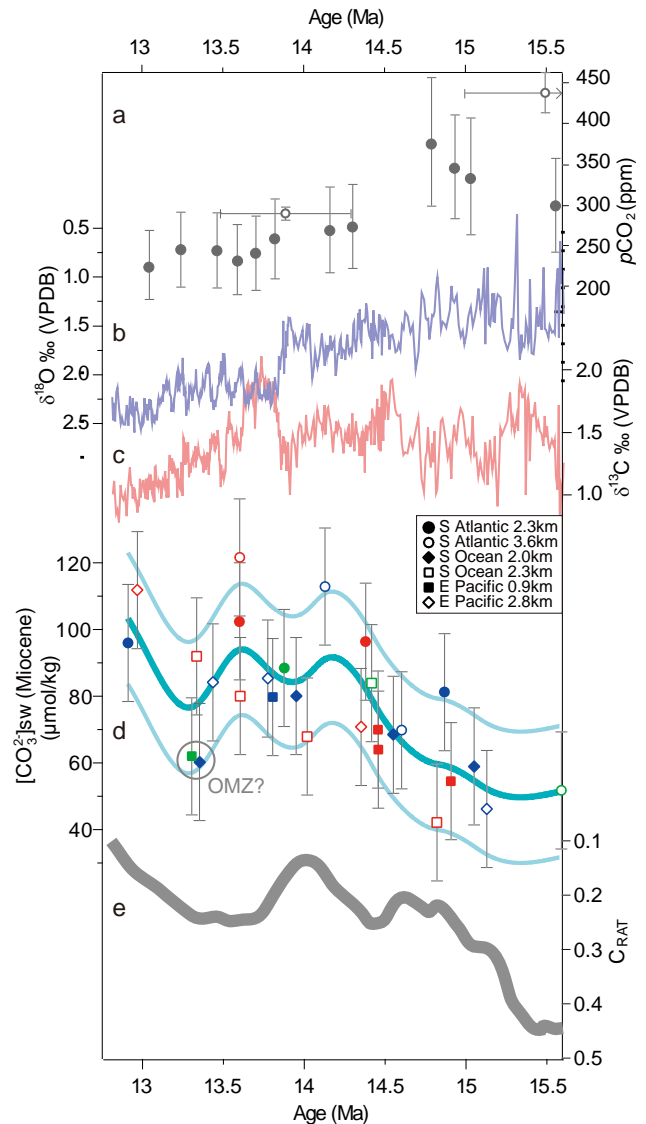 Age (Ma)
13 13.5 14 14.5 15 15.5
a
450
400
350
300
250
200
pCO2 (ppm)
0.5
1.0
1.5
2.0
2.5
δ18O ‰ (VPDB)
b
2.0
1.5
1.0
δ13C ‰ (VPDB)
c
S Atlantic 2.3km
S Atlantic 3.6km
S Ocean 2.0km
S Ocean 2.3km
E Pacific 0.9km
E Pacific 2.8km
120
100
80
60
40
[CO32-]sw (Miocene)
(µmol/kg)
d
OMZ?
0.1
0.2
0.3
0.4
0.5
CRAT
e
13 13.5 14 14.5 15 15.5
Age (Ma)